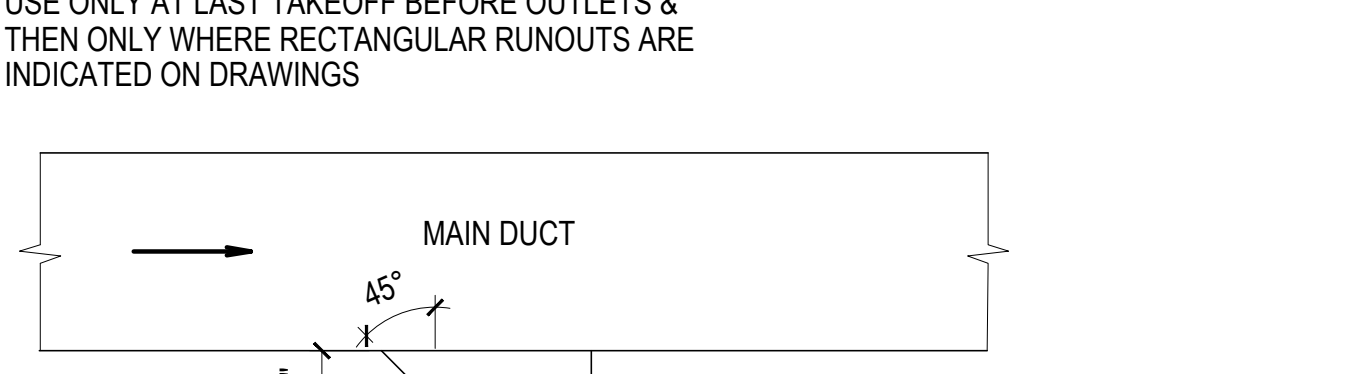 USE ONLY AT LAST TAKEOFF BEFORE OUTLETS &
THEN ONLY WHERE RECTANGULAR RUNOUTS ARE
INDICATED ON DRAWINGS
MAIN DUCT
45°